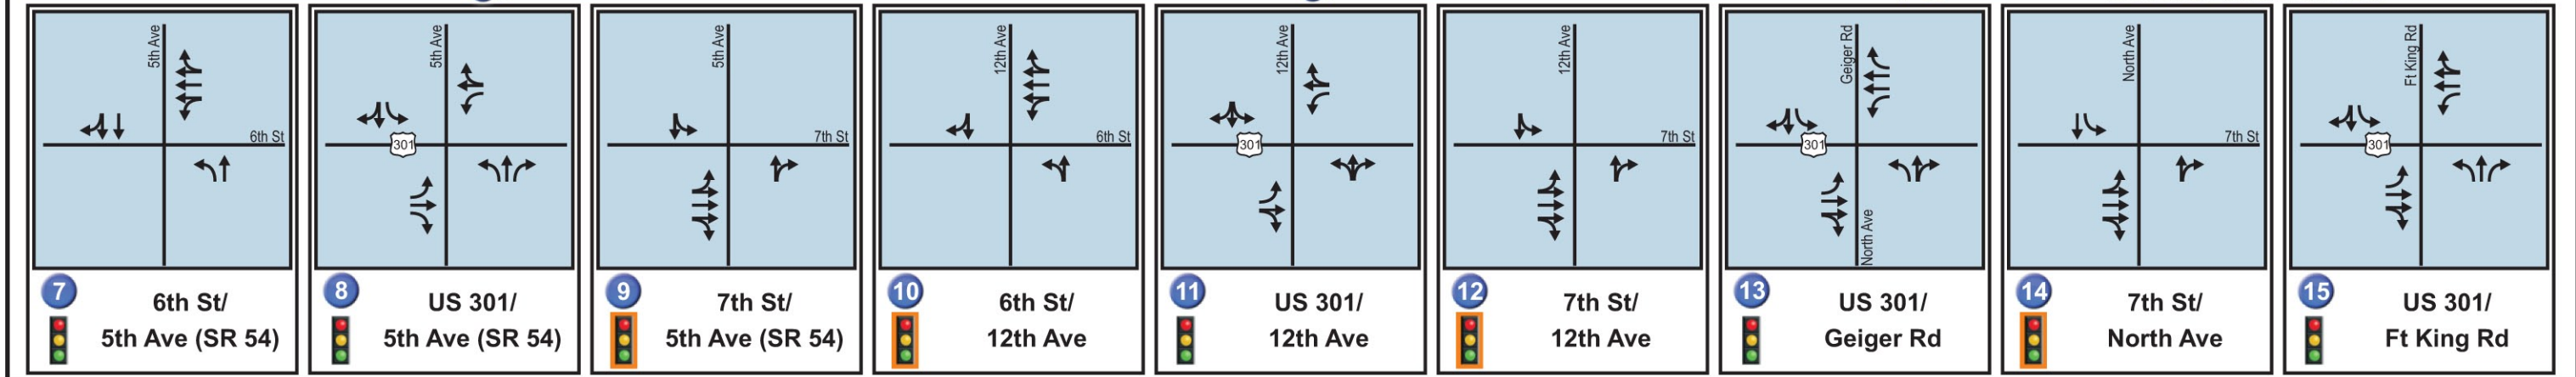 5th Ave
6th St
7
6th St/
5th Ave (SR 54)
5th Ave
301
8
US 301/
5th Ave (SR 54)
5th Ave
7th St
9
7th St/
5th Ave (SR 54)
12th Ave
6th St
10
6th St/
12th Ave
12th Ave
301
11
US 301/
12th Ave
12th Ave
7th St
12
7th St/
12th Ave
Geiger Rd
301
North Ave
13
US 301/
Geiger Rd
North Ave
7th St
14
7th St/
North Ave
Ft King Rd
301
15
US 301/
Ft King Rd